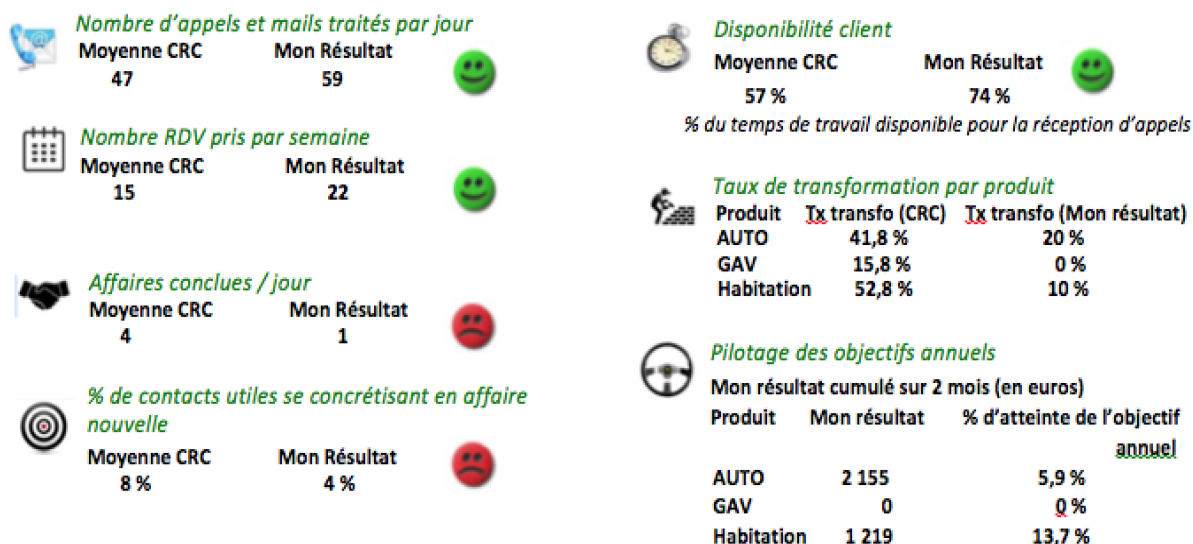 Nombre d'appels et mails traités par jour
Moyenne CRC Mon Résultat
47 59
Nombre RDV pris par semaine
Moyenne CRC Mon Résultat
15 22
Affaires conclues / jour
Moyenne CRC Mon Résultat
4 1
% de contacts utiles se concrétisant en affaire
nouvelle
Moyenne CRC Mon Résultat
8 % 4 %
Disponibilité client
Moyenne CRC Mon Résultat
57 % 74 %
% du temps de travail disponible pour la réception d'appels
Taux de transformation par produit
Produit Tx transfo (CRC) Tx transfo (Mon résultat)
AUTO 41,8 % 20 %
GAV 15,8 % 0 %
Habitation 52,8 % 10 %
Pilotage des objectifs annuels
Mon résultat cumulé sur 2 mois (en euros)
Produit Mon résultat % d'atteinte de l'objectif
annuel
AUTO 2 155 5,9 %
GAV 0 0 %
Habitation 1 219 13,7 %